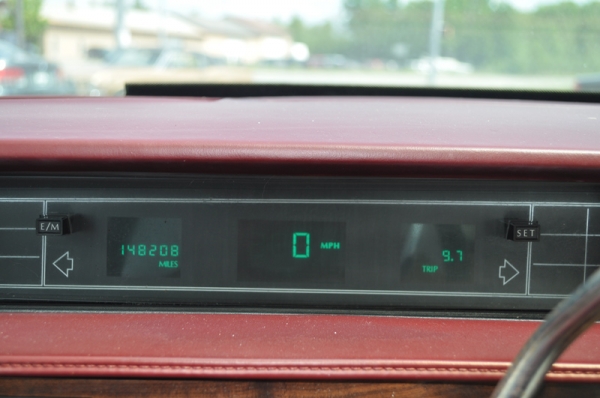 E/M
SET
148208
MILES
0 MPH
9.7
TRIP